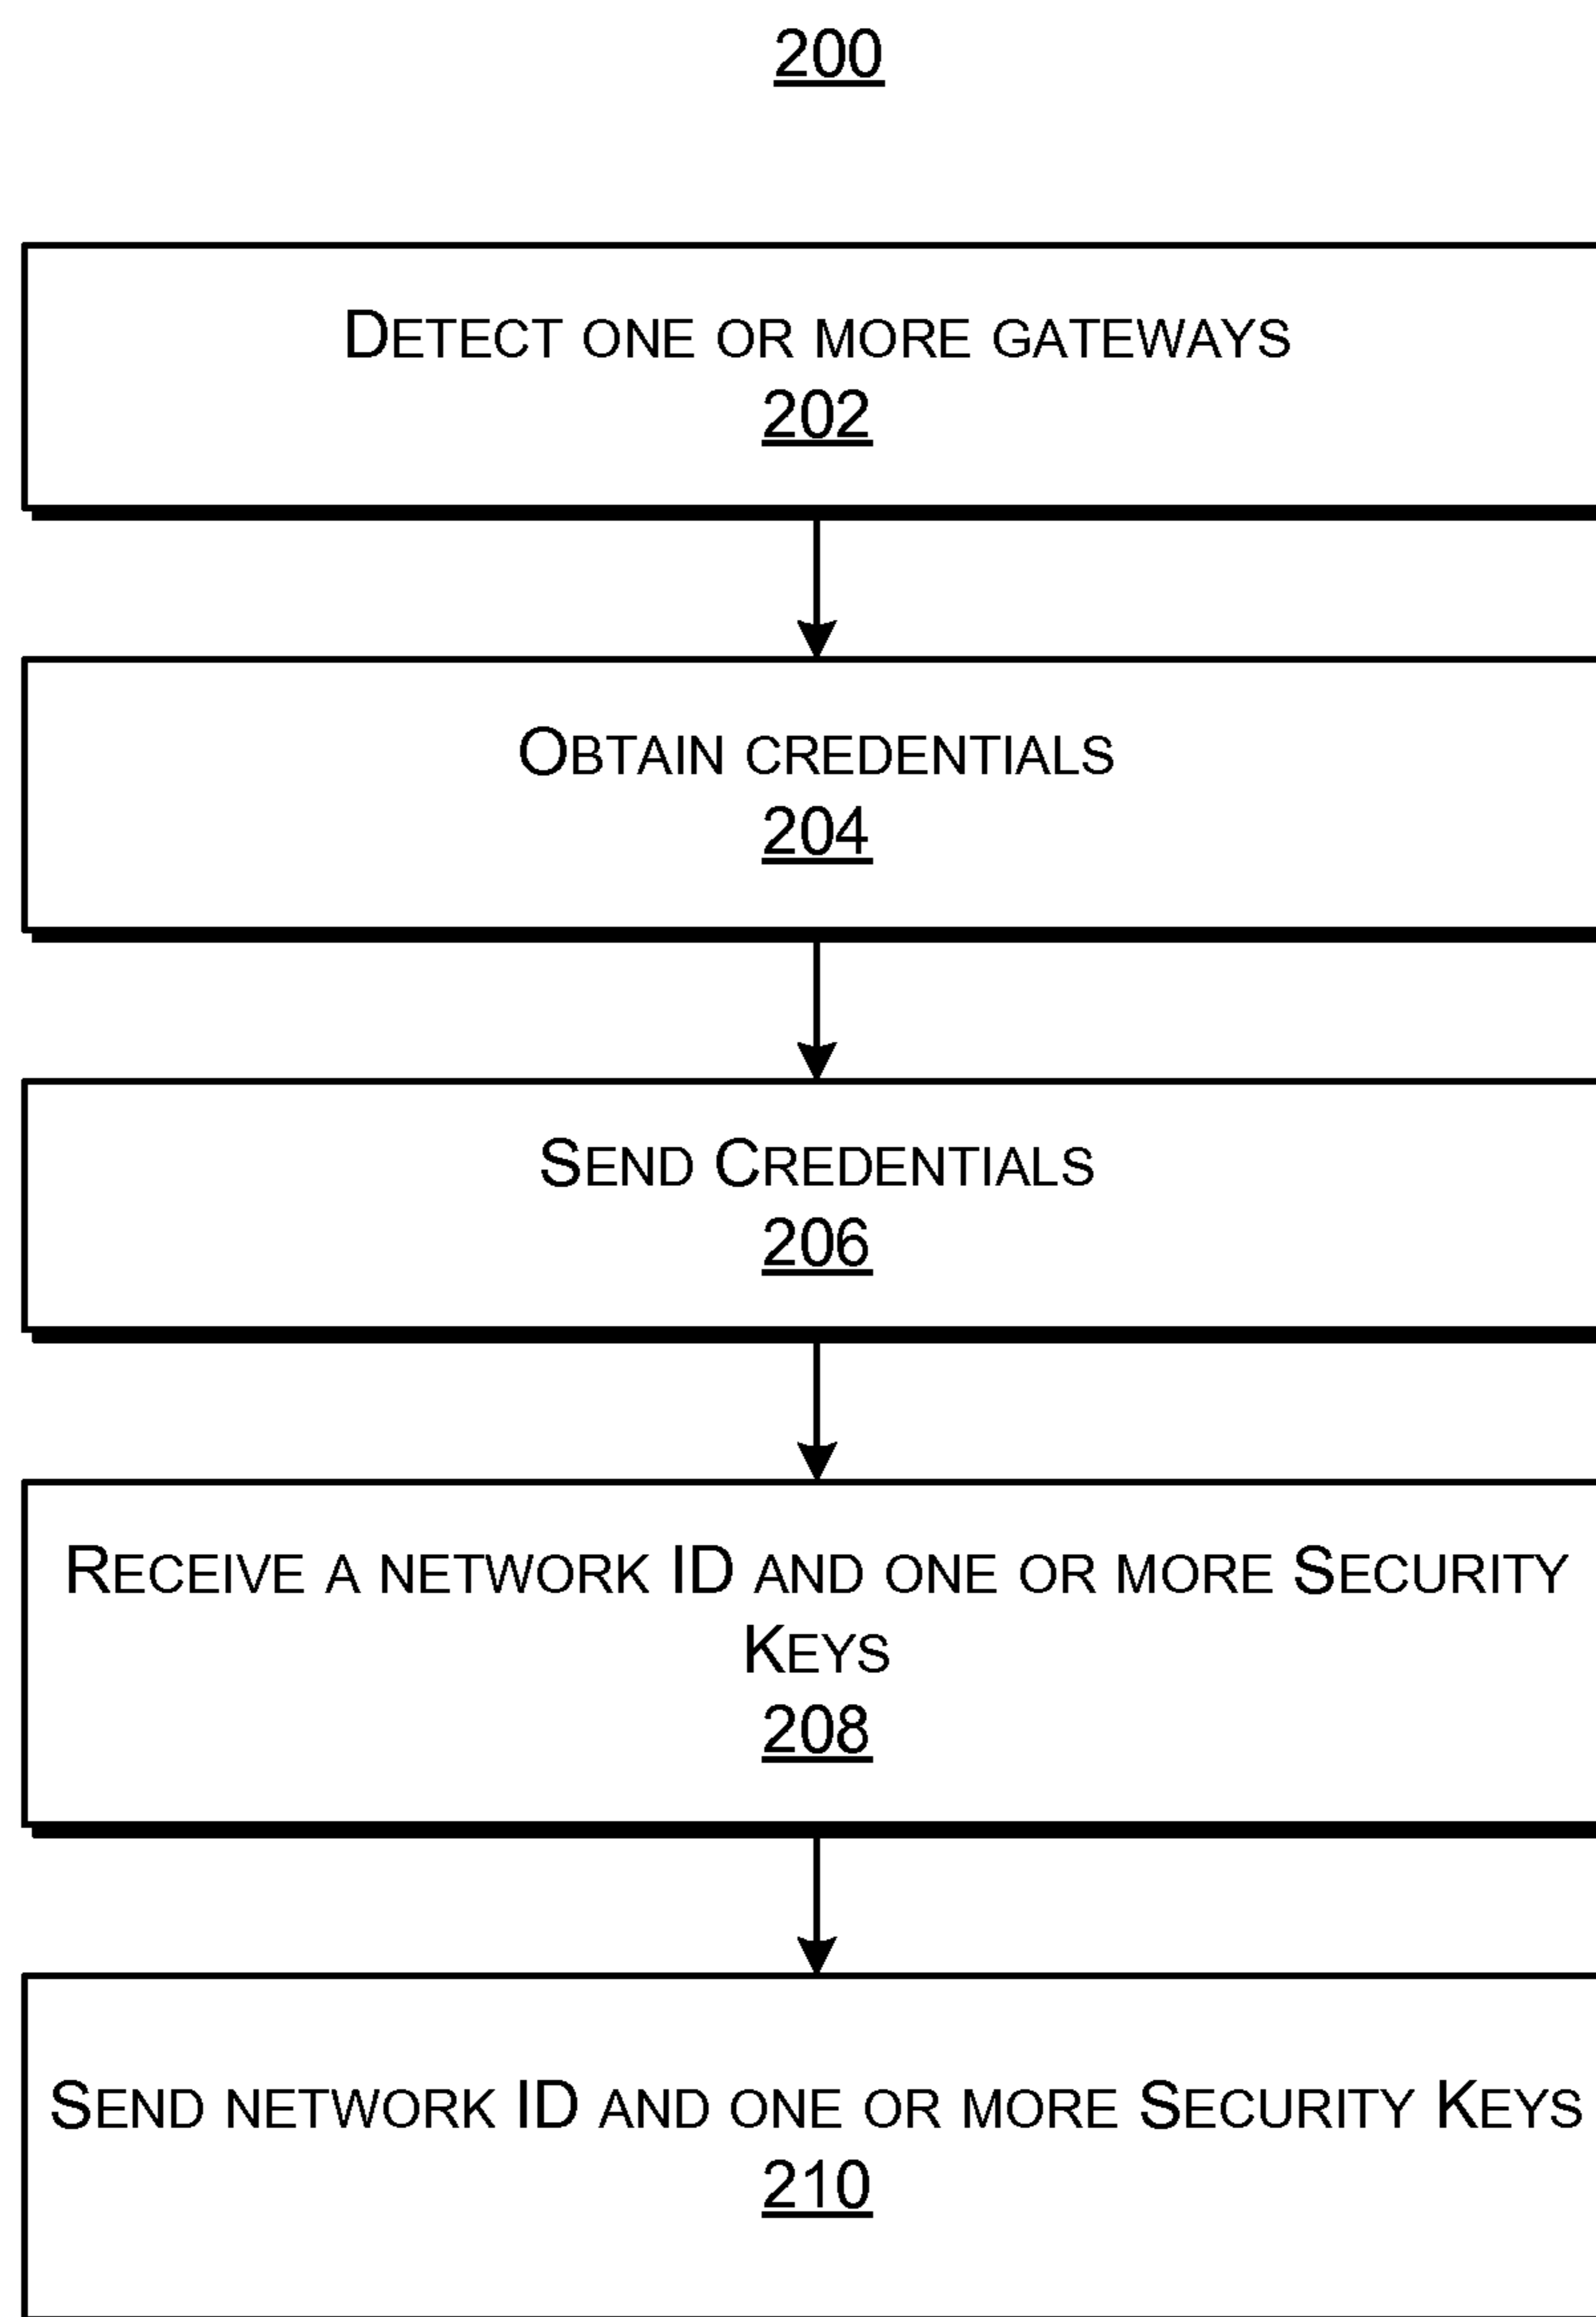 200
DETECT ONE OR MORE GATEWAYS
202
OBTAIN CREDENTIALS
204
SEND CREDENTIALS
206
RECEIVE A NETWORK ID AND ONE OR MORE SECURITY
KEYS
208
SEND NETWORK ID AND ONE OR MORE SECURITY KEYS
210